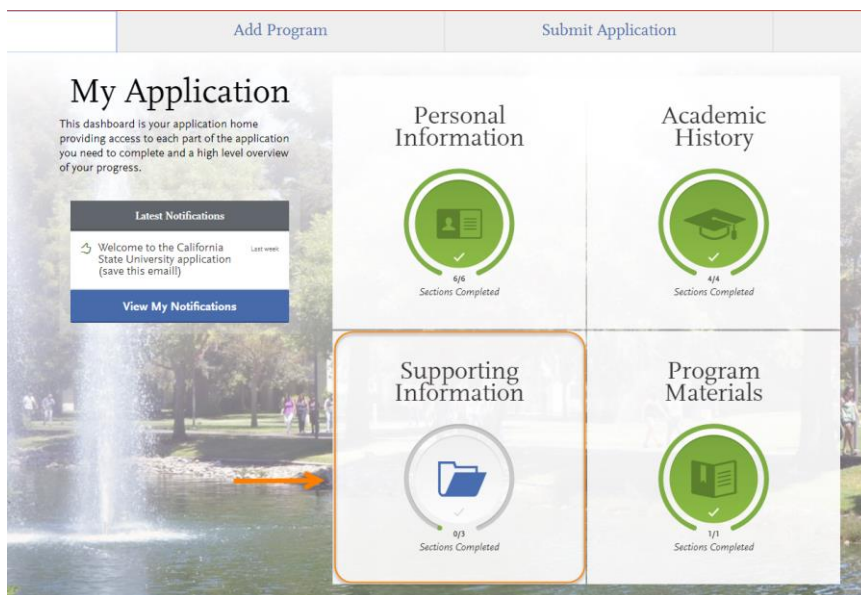 Add Program
Submit Application
My Application
This dashboard is your application home
providing access to each part of the application
you need to complete and a high level overview
of your progress.
Latest Notifications
Welcome to the California
State University application
(save this emaill)
Last week
View My Notifications
Personal
Information
6/6
Sections Completed
Academic
History
4/4
Sections Completed
Supporting
Information
0/3
Sections Completed
Program
Materials
1/1
Sections Completed